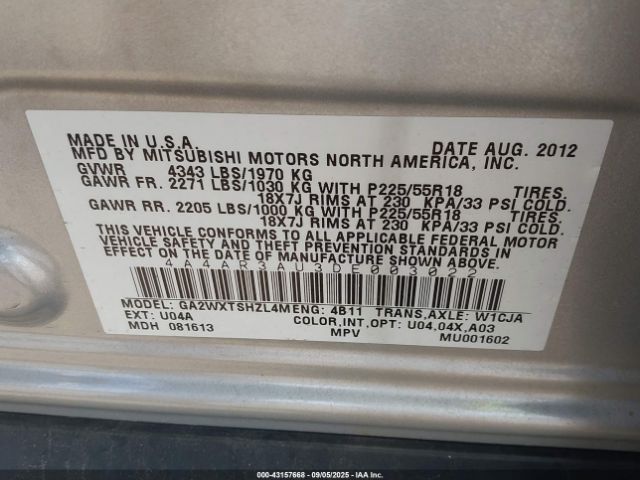 MADE IN U.S.A. DATE AUG. 2012
MFD BY MITSUBISHI MOTORS NORTH AMERICA, INC.
GVWR 4343 LBS/1970 KG
GAWR FR. 2271 LBS/1030 KG WITH P225/55R18 TIRES.
18X7J RIMS AT 230 KPA/33 PSI COLD.
GAWR RR. 2205 LBS/1000 KG WITH P225/55R18 TIRES.
18X7J RIMS AT 230 KPA/33 PSI COLD.
THIS VEHICLE CONFORMS TO ALL APPLICABLE FEDERAL MOTOR
VEHICLE SAFETY AND THEFT PREVENTION STANDARDS IN
EFFECT ON THE DATE OF MANUFACTURE SHOWN ABOVE.
4A4AR3AU3DE003022
MODEL: GA2WXTSHZL4M ENG: 4B11 TRANS,AXLE: W1CJA
EXT: U04A COLOR,INT,OPT: U04,04X,A03
MDH 081613 MPV MU001602
000-43157668 - 09/05/2025 - IAA Inc.